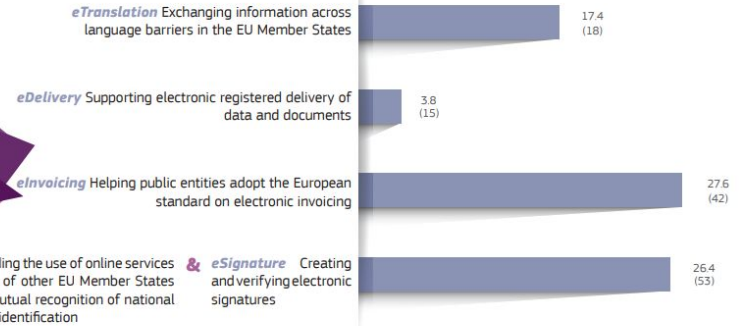 eTranslation Exchanging information across
language barriers in the EU Member States
17.4
(18)
eDelivery Supporting electronic registered delivery of
data and documents
3.8
(15)
eInvoicing Helping public entities adopt the European
standard on electronic invoicing
27.6
(42)
the use of online services
of other EU Member States
recognition of national
identification
&
eSignature Creating
and verifying electronic
signatures
26.4
(53)